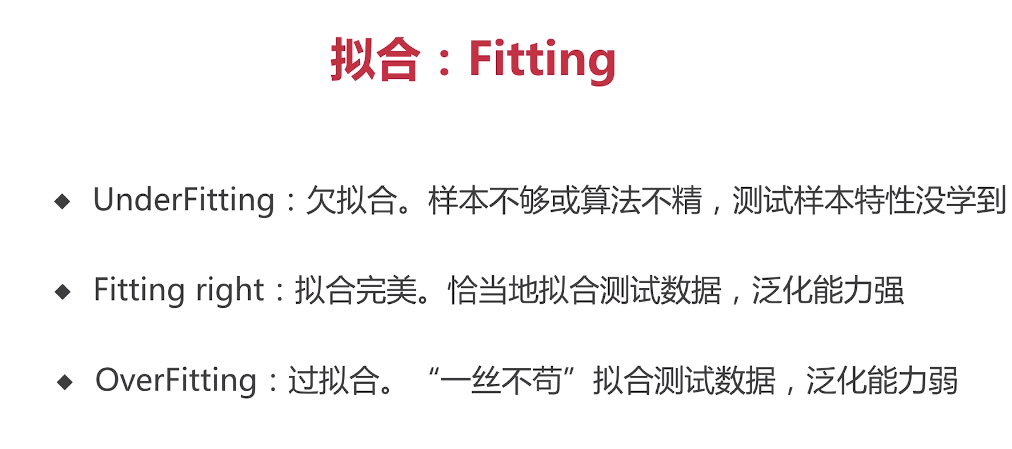 拟合：Fitting
◆ UnderFitting：欠拟合。样本不够或算法不精，测试样本特性没学到
◆ Fitting right：拟合完美。恰当地拟合测试数据，泛化能力强
◆ OverFitting：过拟合。“一丝不苟”拟合测试数据，泛化能力弱